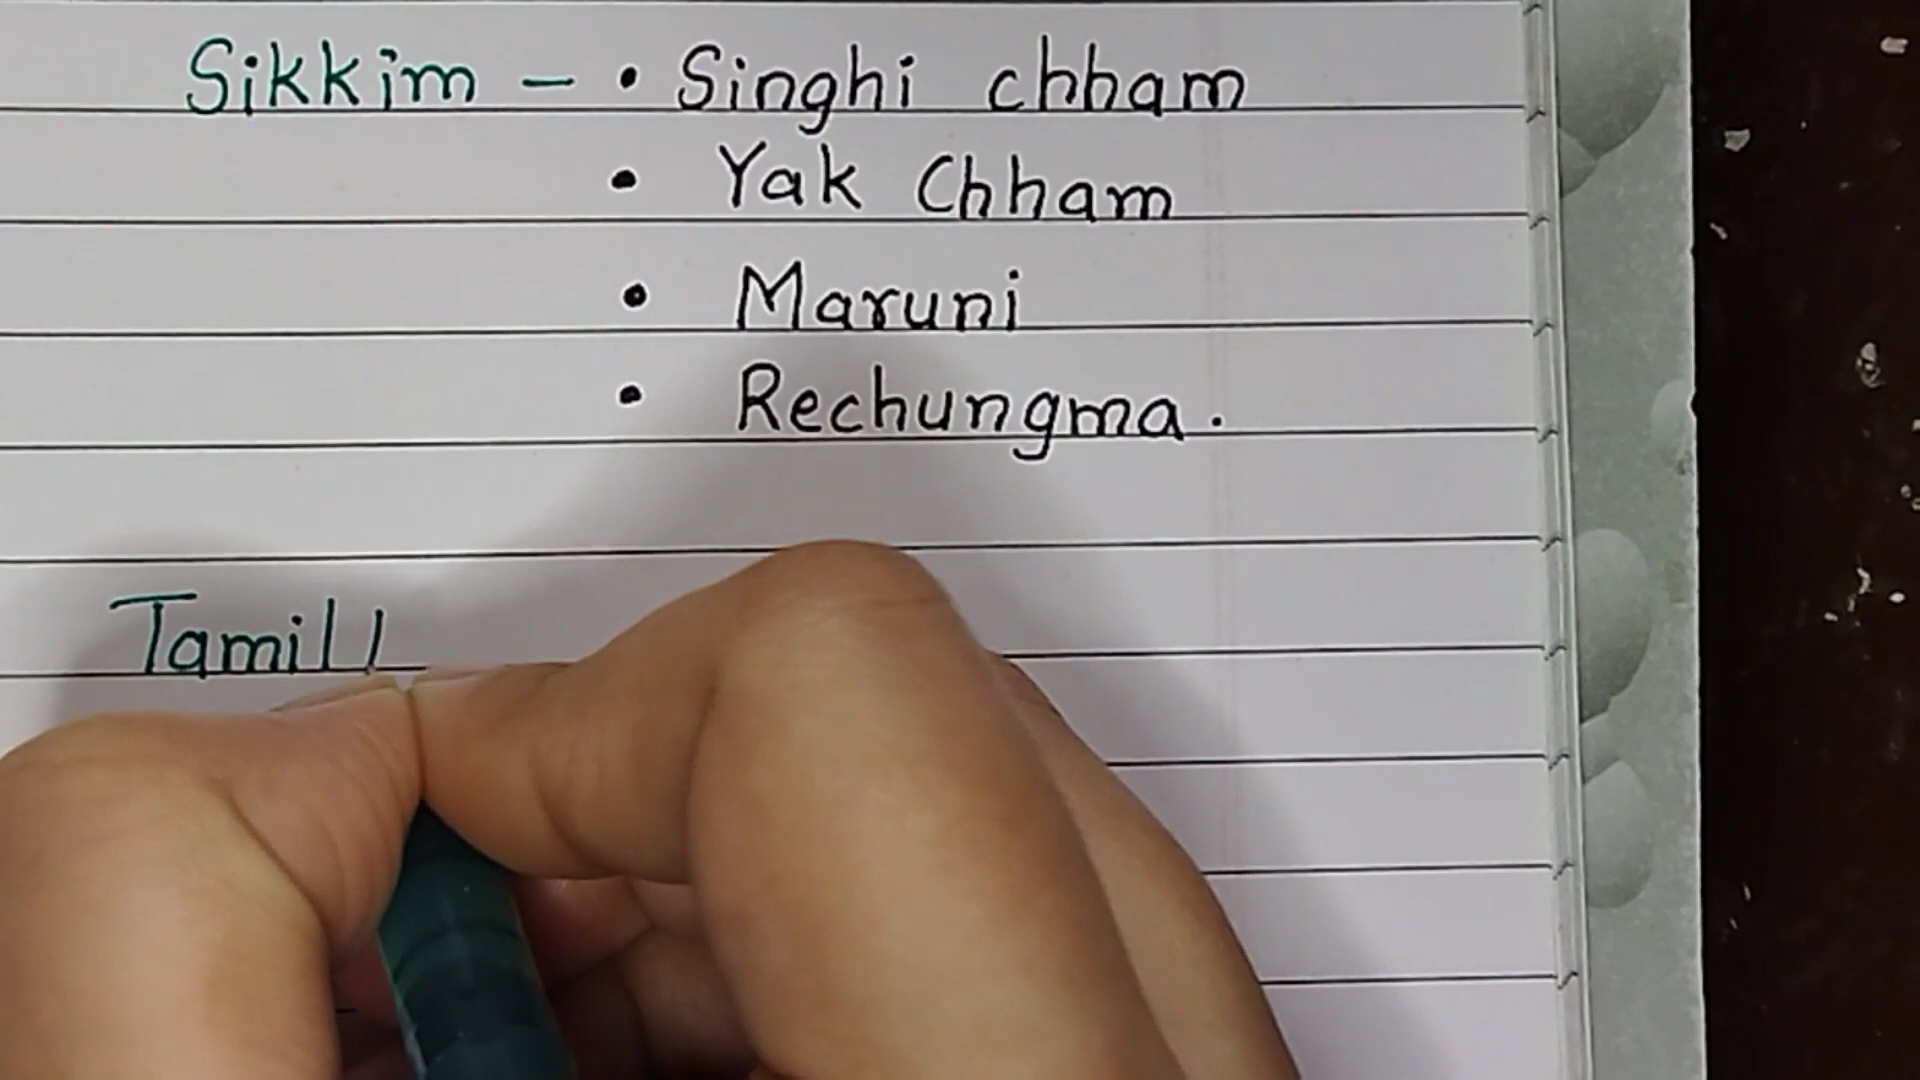 Sikkim – • Singhi chham
• Yak Chham
• Maruni
• Rechungma.
Tamil